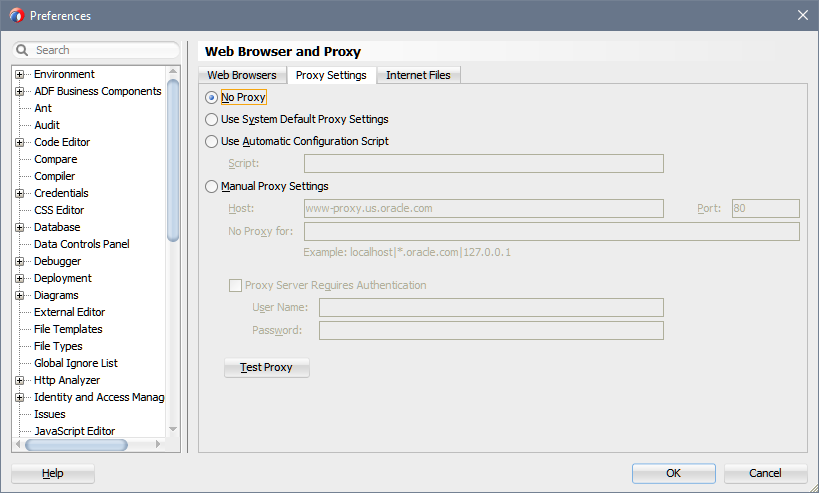 Preferences
Search
Environment
ADF Business Components
Ant
Audit
Code Editor
Compare
Compiler
Credentials
CSS Editor
Database
Data Controls Panel
Debugger
Deployment
Diagrams
External Editor
File Templates
File Types
Global Ignore List
Http Analyzer
Identity and Access Manag
Issues
JavaScript Editor
Web Browser and Proxy
Web Browsers Proxy Settings Internet Files
No Proxy
Use System Default Proxy Settings
Use Automatic Configuration Script
Script:
Manual Proxy Settings
Host: www-proxy.us.oracle.com Port: 80
No Proxy for:
Example: localhost|*.oracle.com|127.0.0.1
Proxy Server Requires Authentication
User Name:
Password:
Test Proxy
Help OK Cancel